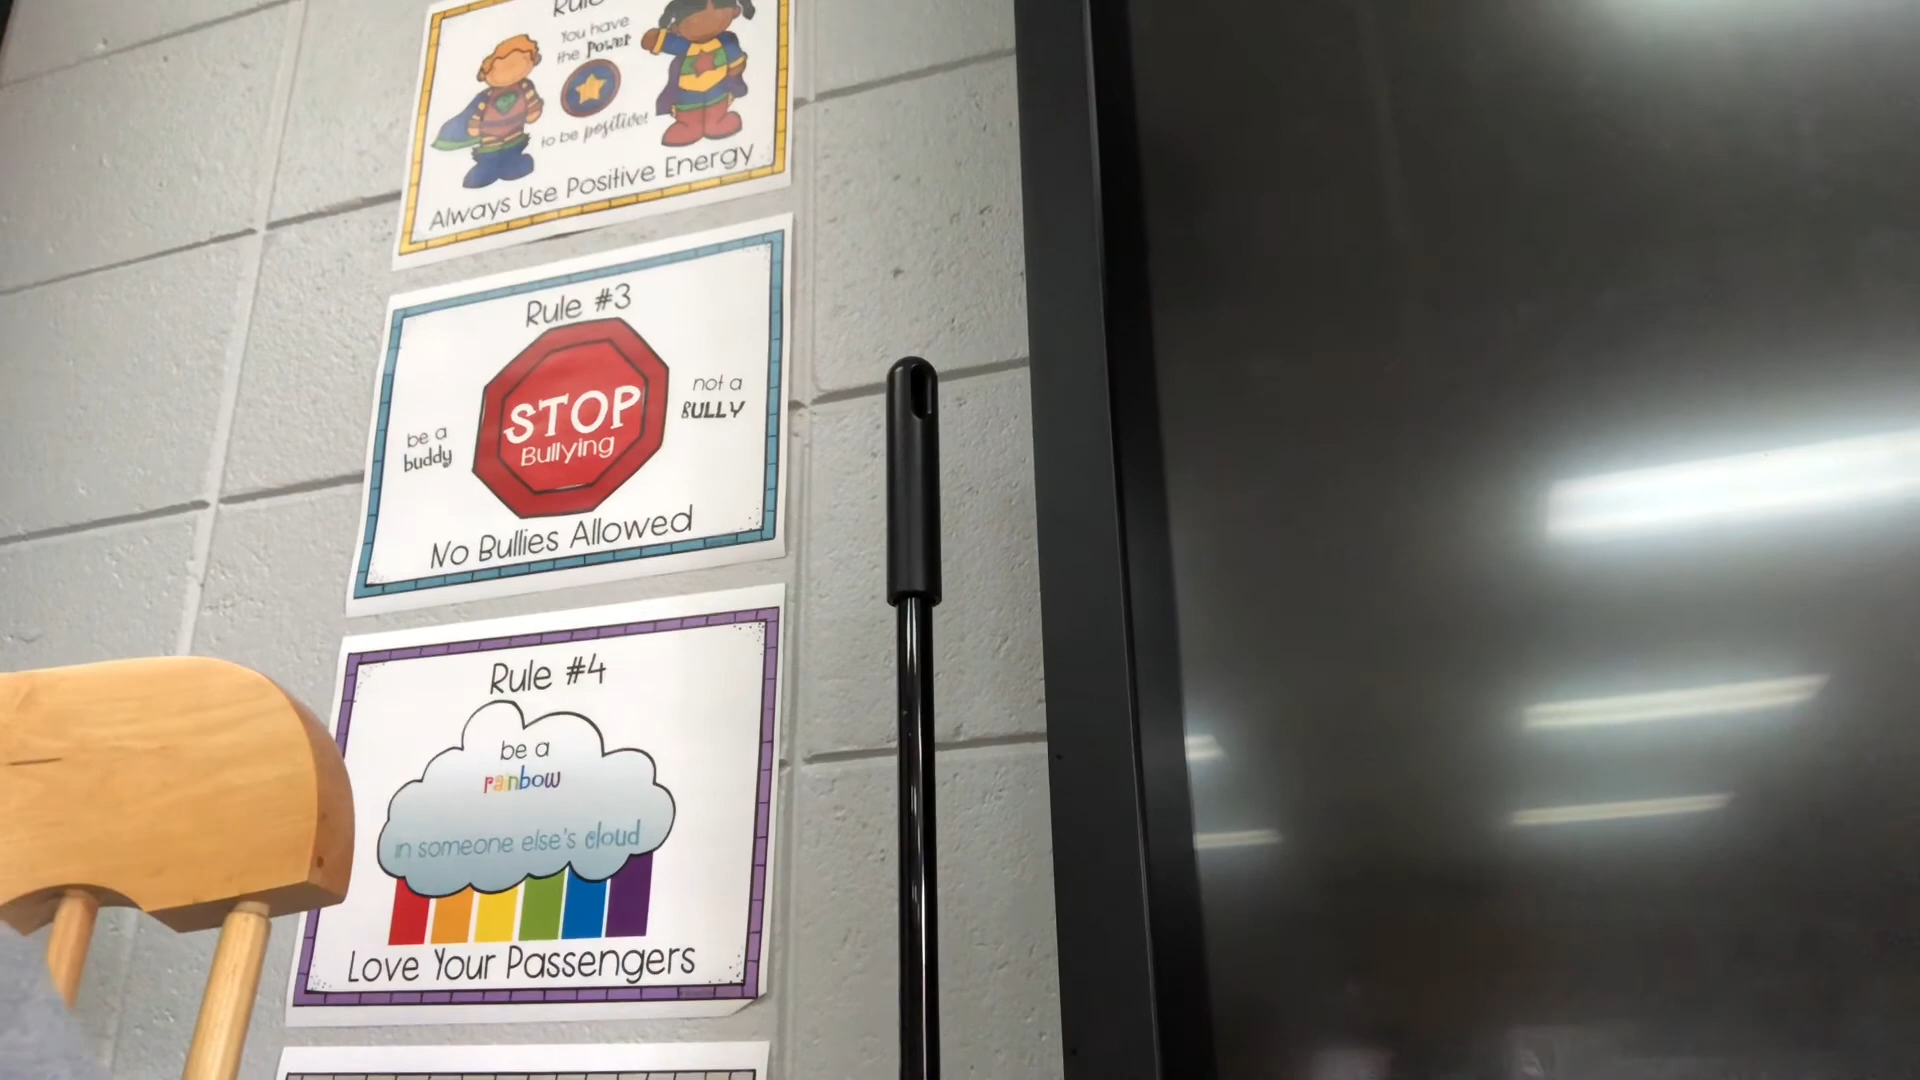 Rule
You have
the Power
to be positive!
Always Use Positive Energy
Rule #3
be a
buddy
STOP
Bullying
not a
BULLY
No Bullies Allowed
Rule #4
be a
rainbow
in someone else's cloud
Love Your Passengers